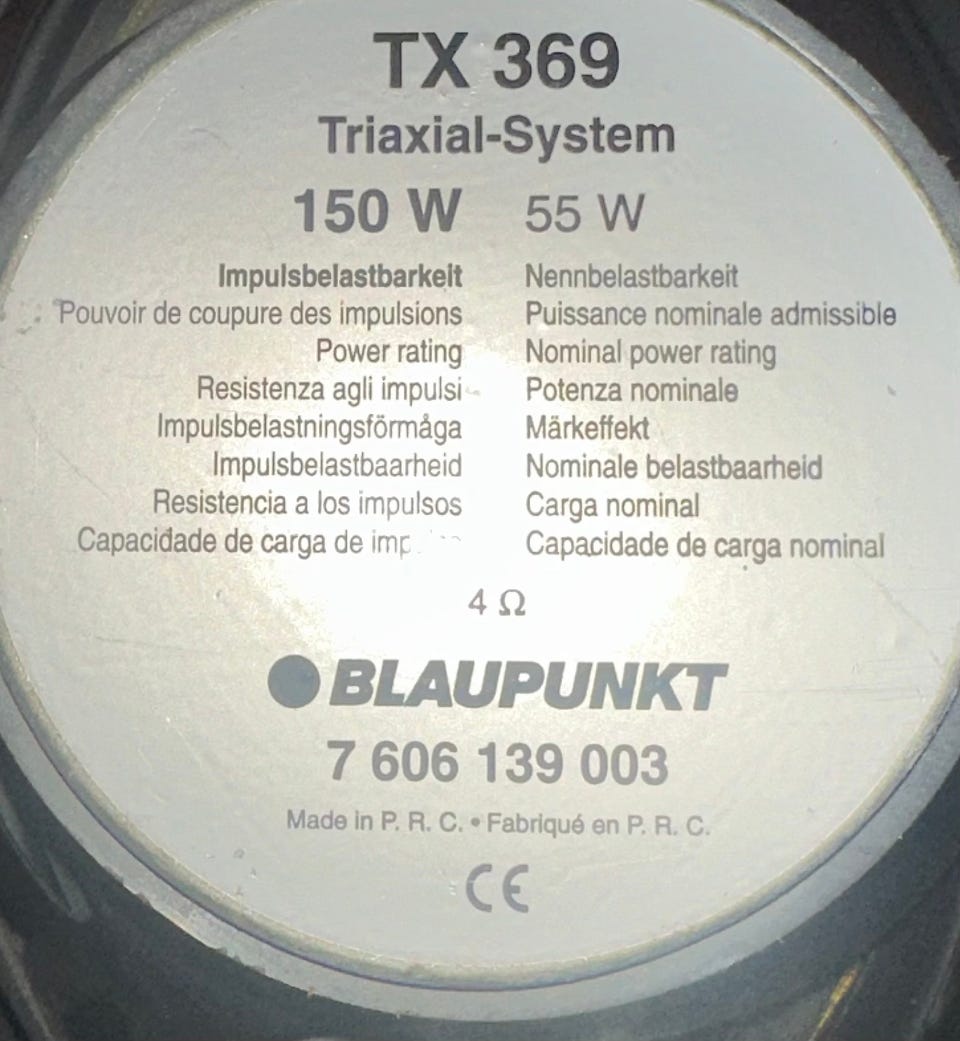 TX 369
Triaxial-System
150 W 55 W
Impulsbelastbarkeit Nennbelastbarkeit
Pouvoir de coupure des impulsions Puissance nominale admissible
Power rating Nominal power rating
Resistenza agli impulsi Potenza nominale
Impulsbelastningsförmåga Märkeffekt
Impulsbelastbaarheid Nominale belastbaarheid
Resistencia a los impulsos Carga nominal
Capacidade de carga de Capacidade de carga nominal
4 Ω
BLAUPUNKT
7 606 139 003
Made in P. R. C. • Fabriqué en P. R. C.
CE